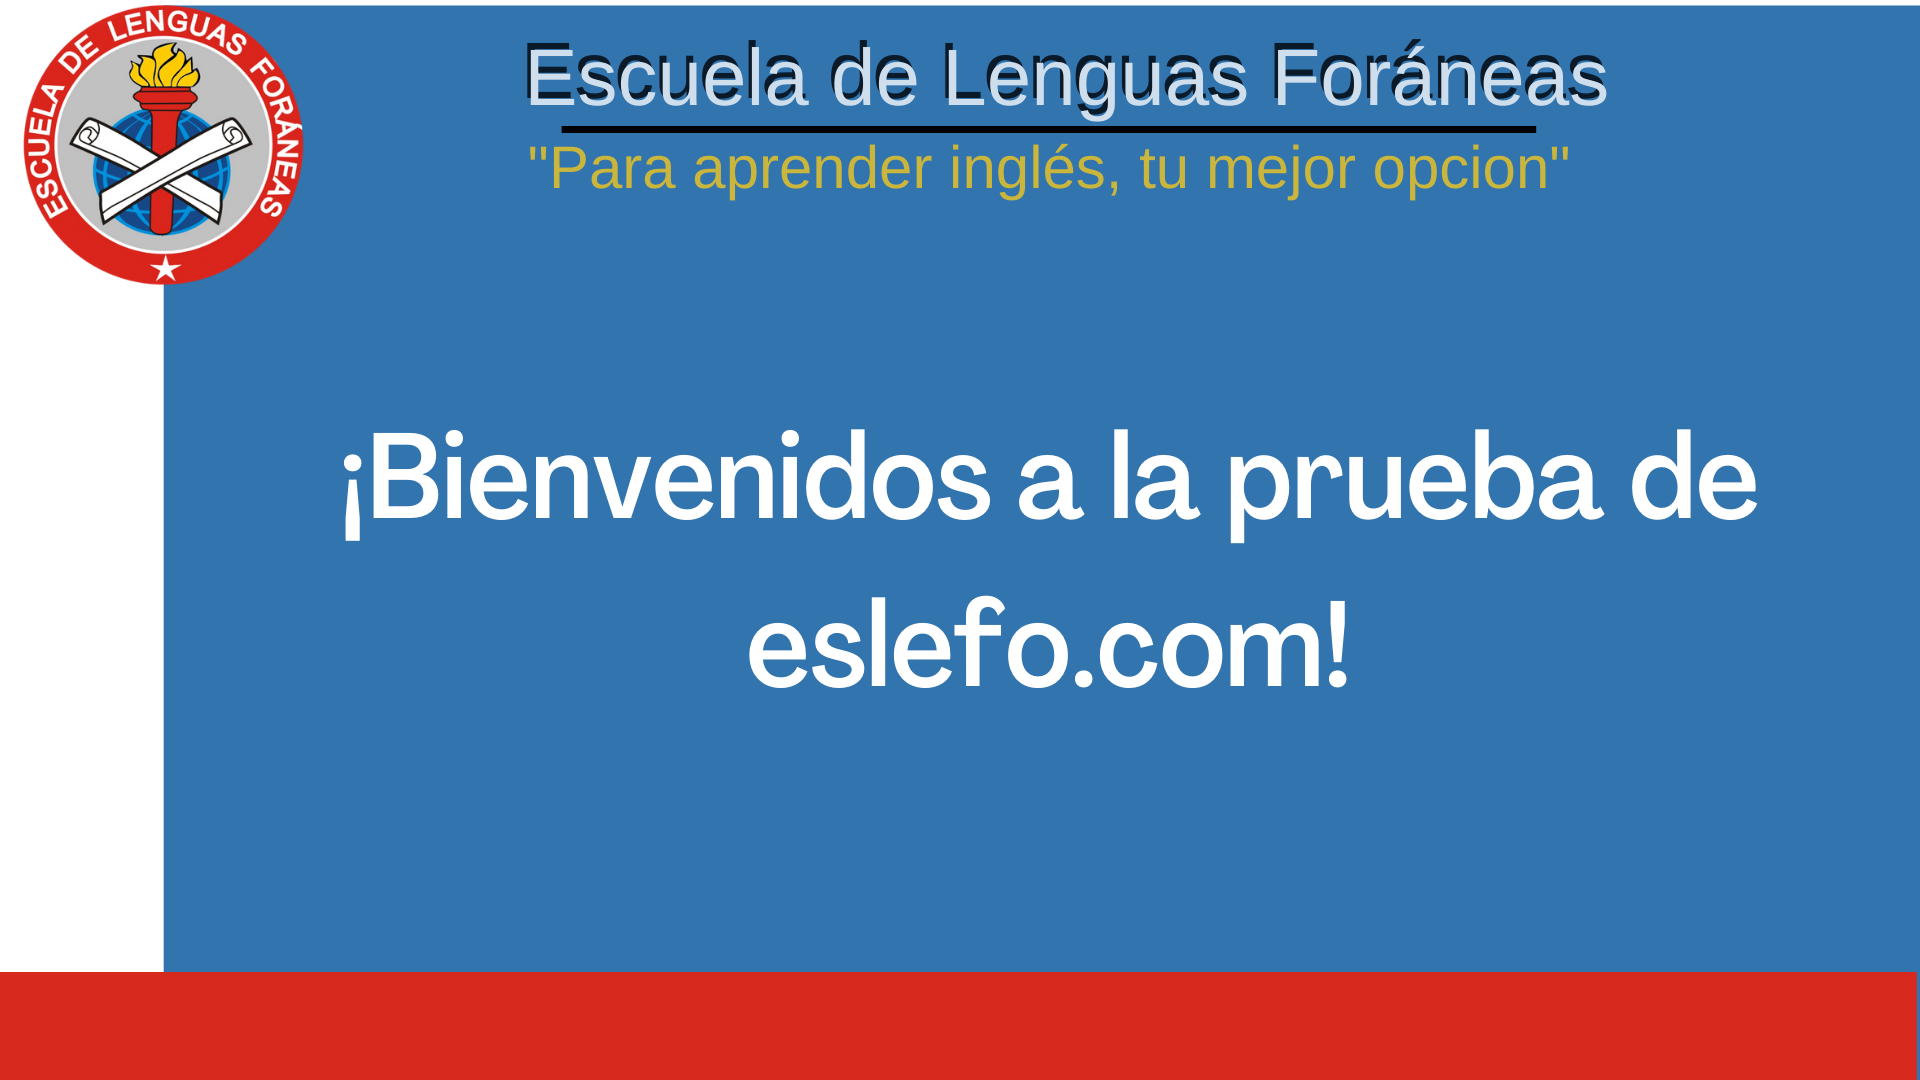 ESCUELA DE LENGUAS FORÁNEAS
Escuela de Lenguas Foráneas
"Para aprender inglés, tu mejor opcion"
¡Bienvenidos a la prueba de
eslefo.com!